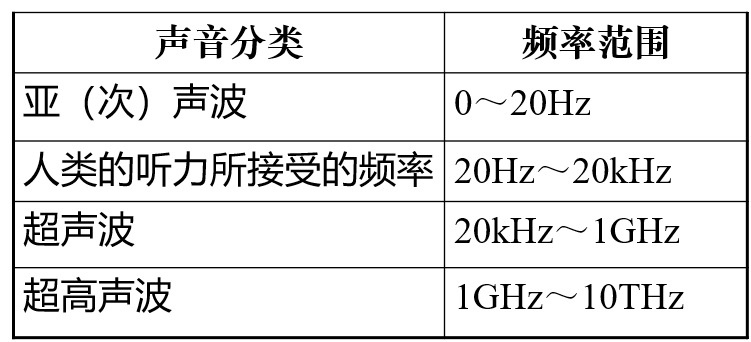 声音分类 频率范围
亚（次）声波 0～20Hz
人类的听力所接受的频率 20Hz～20kHz
超声波 20kHz～1GHz
超高声波 1GHz～10THz